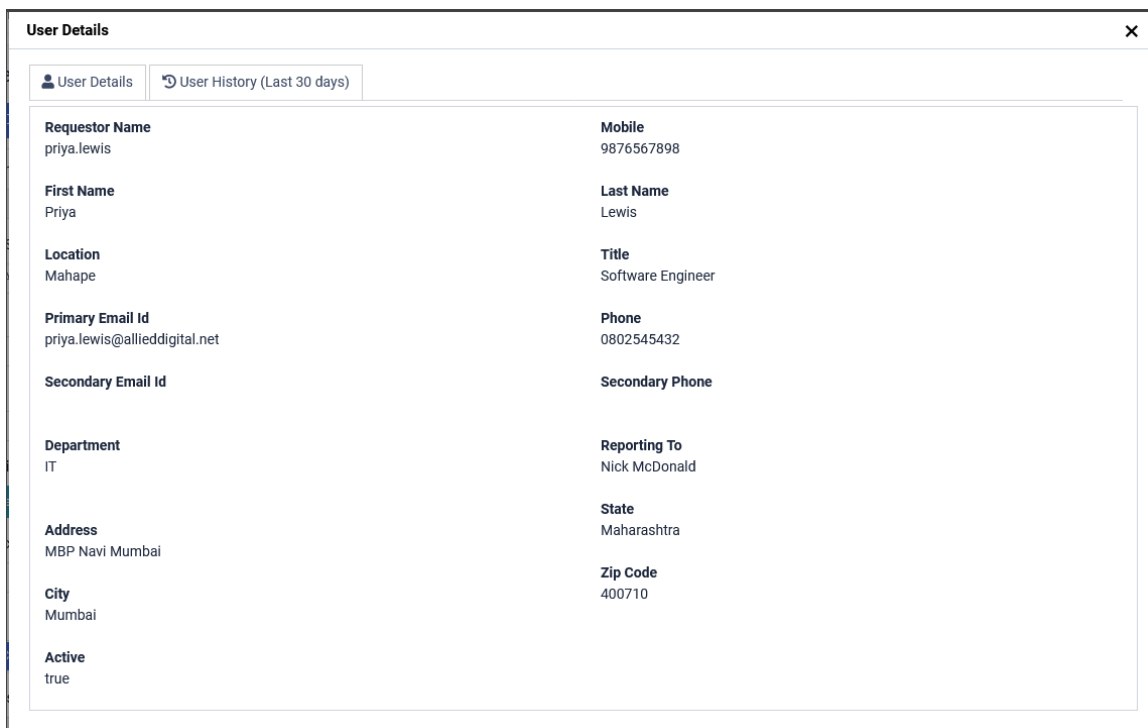 User Details
User Details
User History (Last 30 days)
Requestor Name
priya.lewis
Mobile
9876567898
First Name
Priya
Last Name
Lewis
Location
Mahape
Title
Software Engineer
Primary Email Id
priya.lewis@allieddigital.net
Phone
0802545432
Secondary Email Id
Secondary Phone
Department
IT
Reporting To
Nick McDonald
State
Maharashtra
Address
MBP Navi Mumbai
Zip Code
400710
City
Mumbai
Active
true